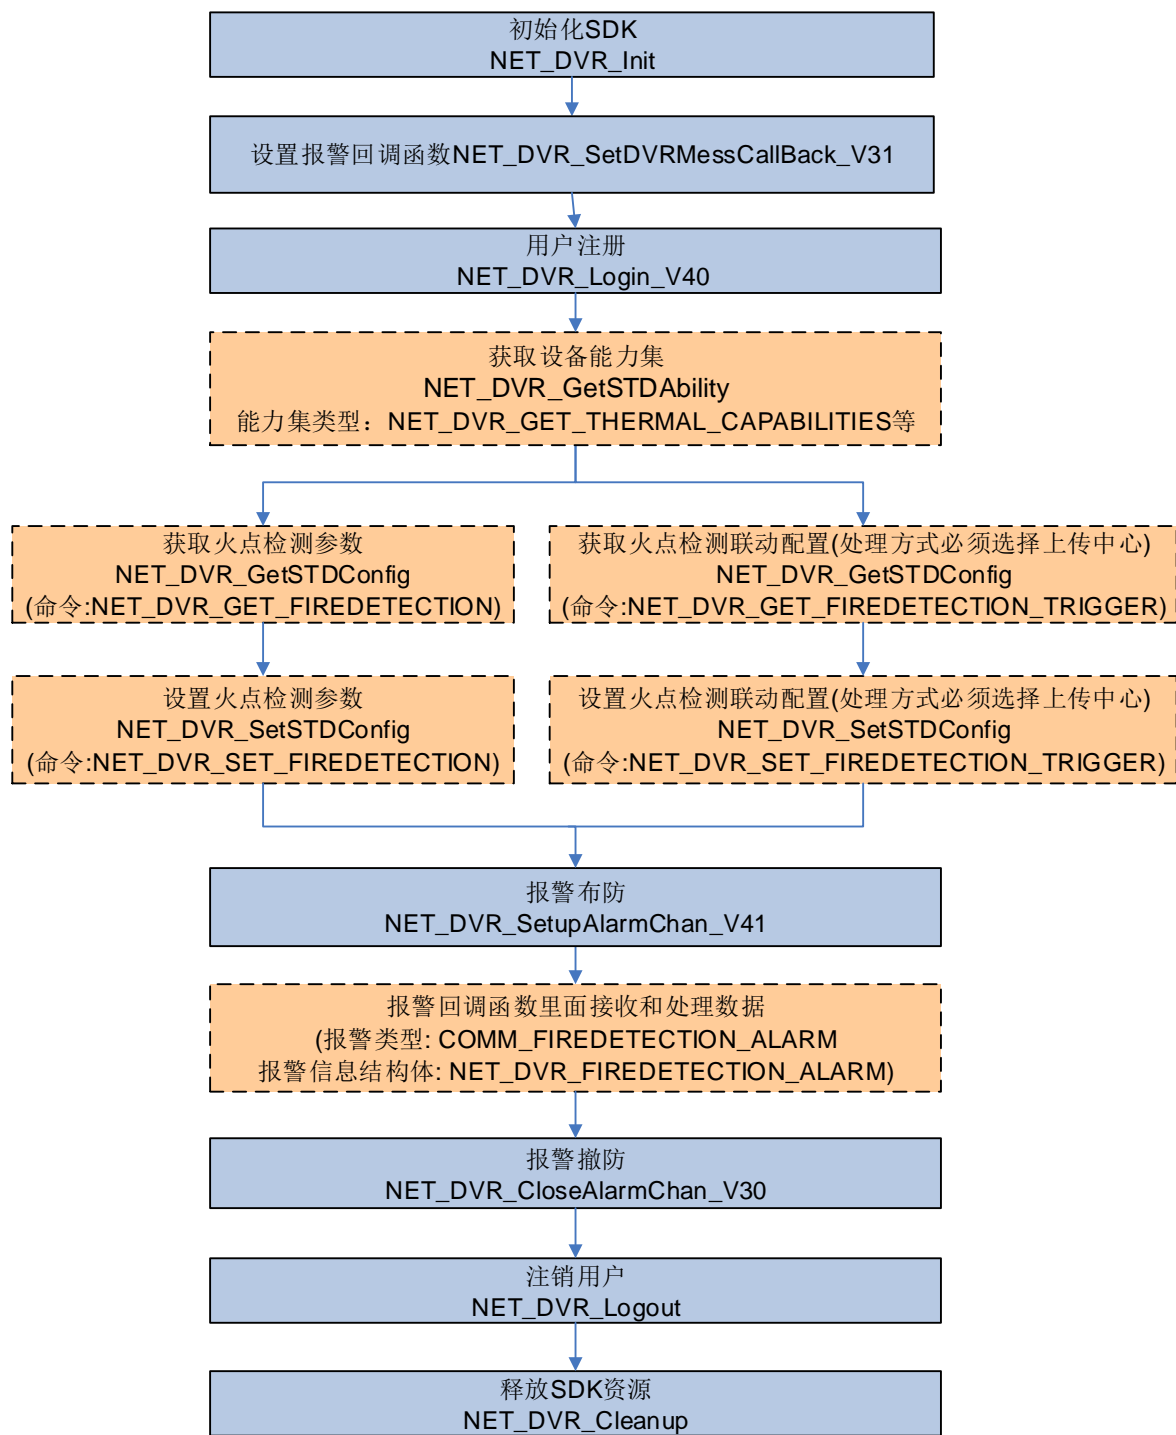 初始化SDK
NET_DVR_Init
设置报警回调函数NET_DVR_SetDVRMessCallBack_V31
用户注册
NET_DVR_Login_V40
获取设备能力集
NET_DVR_GetSTDAbility
能力集类型：NET_DVR_GET_THERMAL_CAPABILITIES等
获取火点检测参数
NET_DVR_GetSTDConfig
(命令:NET_DVR_GET_FIREDETECTION)
获取火点检测联动配置(处理方式必须选择上传中心)
NET_DVR_GetSTDConfig
(命令:NET_DVR_GET_FIREDETECTION_TRIGGER)
设置火点检测参数
NET_DVR_SetSTDConfig
(命令:NET_DVR_SET_FIREDETECTION)
设置火点检测联动配置(处理方式必须选择上传中心)
NET_DVR_SetSTDConfig
(命令:NET_DVR_SET_FIREDETECTION_TRIGGER)
报警布防
NET_DVR_SetupAlarmChan_V41
报警回调函数里面接收和处理数据
(报警类型: COMM_FIREDETECTION_ALARM
报警信息结构体: NET_DVR_FIREDETECTION_ALARM)
报警撤防
NET_DVR_CloseAlarmChan_V30
注销用户
NET_DVR_Logout
释放SDK资源
NET_DVR_Cleanup